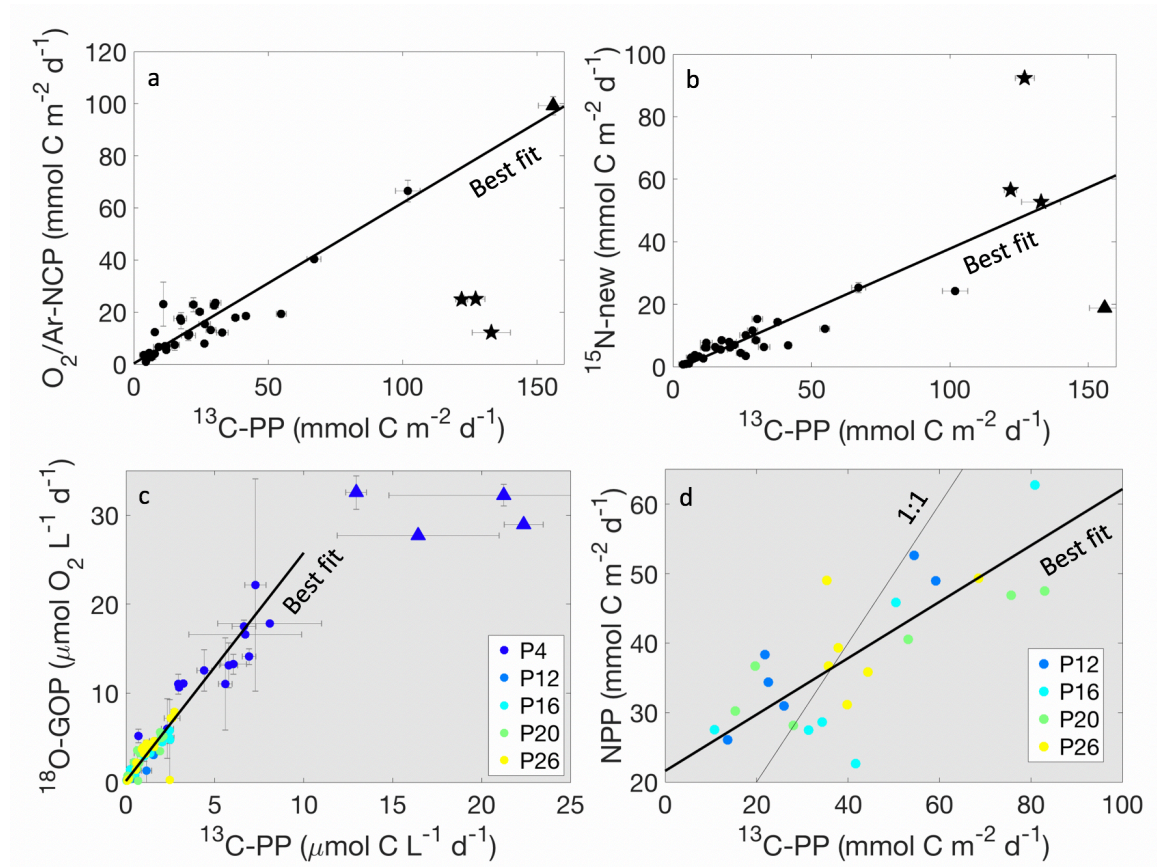 a
O₂/Ar-NCP (mmol C m⁻² d⁻¹)
120
100
80
60
40
20
0
Best fit
0
50
100
150
¹³C-PP (mmol C m⁻² d⁻¹)
b
¹⁵N-new (mmol C m⁻² d⁻¹)
100
80
60
40
20
0
Best fit
0
50
100
150
¹³C-PP (mmol C m⁻² d⁻¹)
c
¹⁸O-GOP (μmol O₂ L⁻¹ d⁻¹)
30
20
10
0
Best fit
P4
P12
P16
P20
P26
0
5
10
15
20
25
¹³C-PP (μmol C L⁻¹ d⁻¹)
d
NPP (mmol C m⁻² d⁻¹)
60
50
40
30
20
1:1
Best fit
P12
P16
P20
P26
0
20
40
60
80
100
¹³C-PP (mmol C m⁻² d⁻¹)